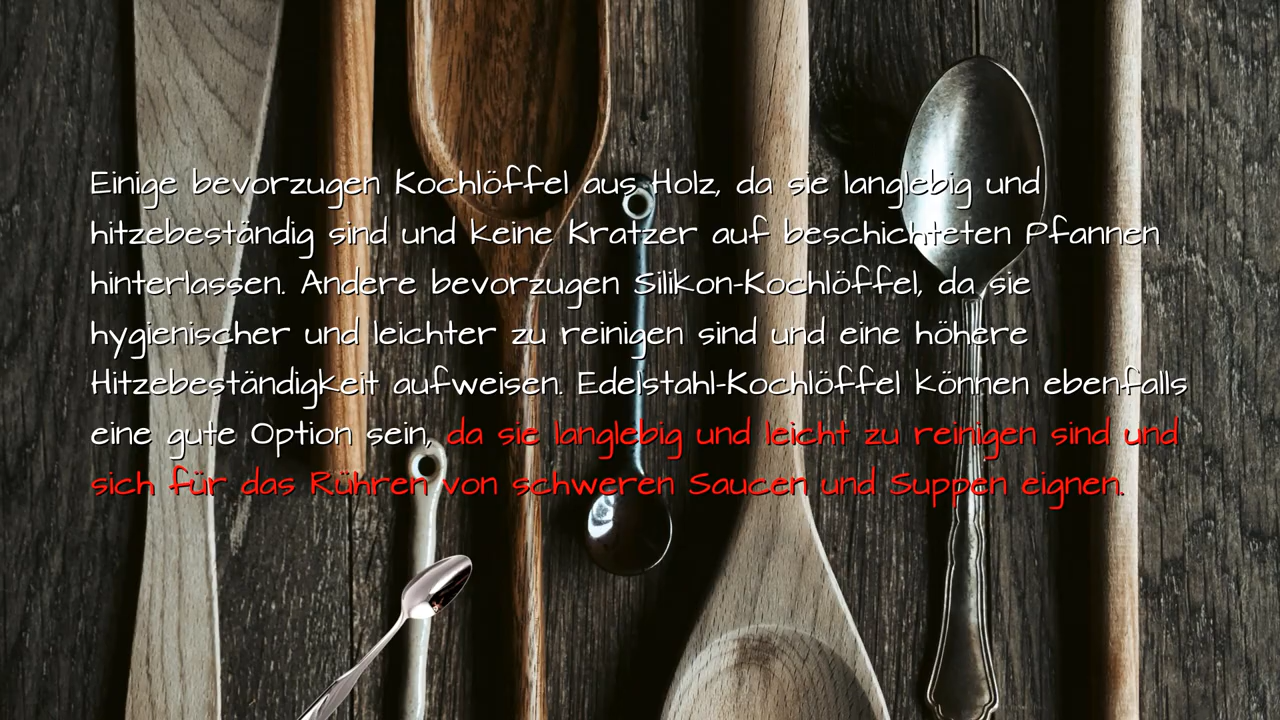 Einige bevorzugen Kochlöffel aus Holz, da sie langlebig und
hitzebeständig sind und keine Kratzer auf beschichteten Pfannen
hinterlassen. Andere bevorzugen Silikon-Kochlöffel, da sie
hygienischer und leichter zu reinigen sind und eine höhere
Hitzebeständigkeit aufweisen. Edelstahl-Kochlöffel können ebenfalls
eine gute Option sein, da sie langlebig und leicht zu reinigen sind und
sich für das Rühren von schweren Saucen und Suppen eignen.